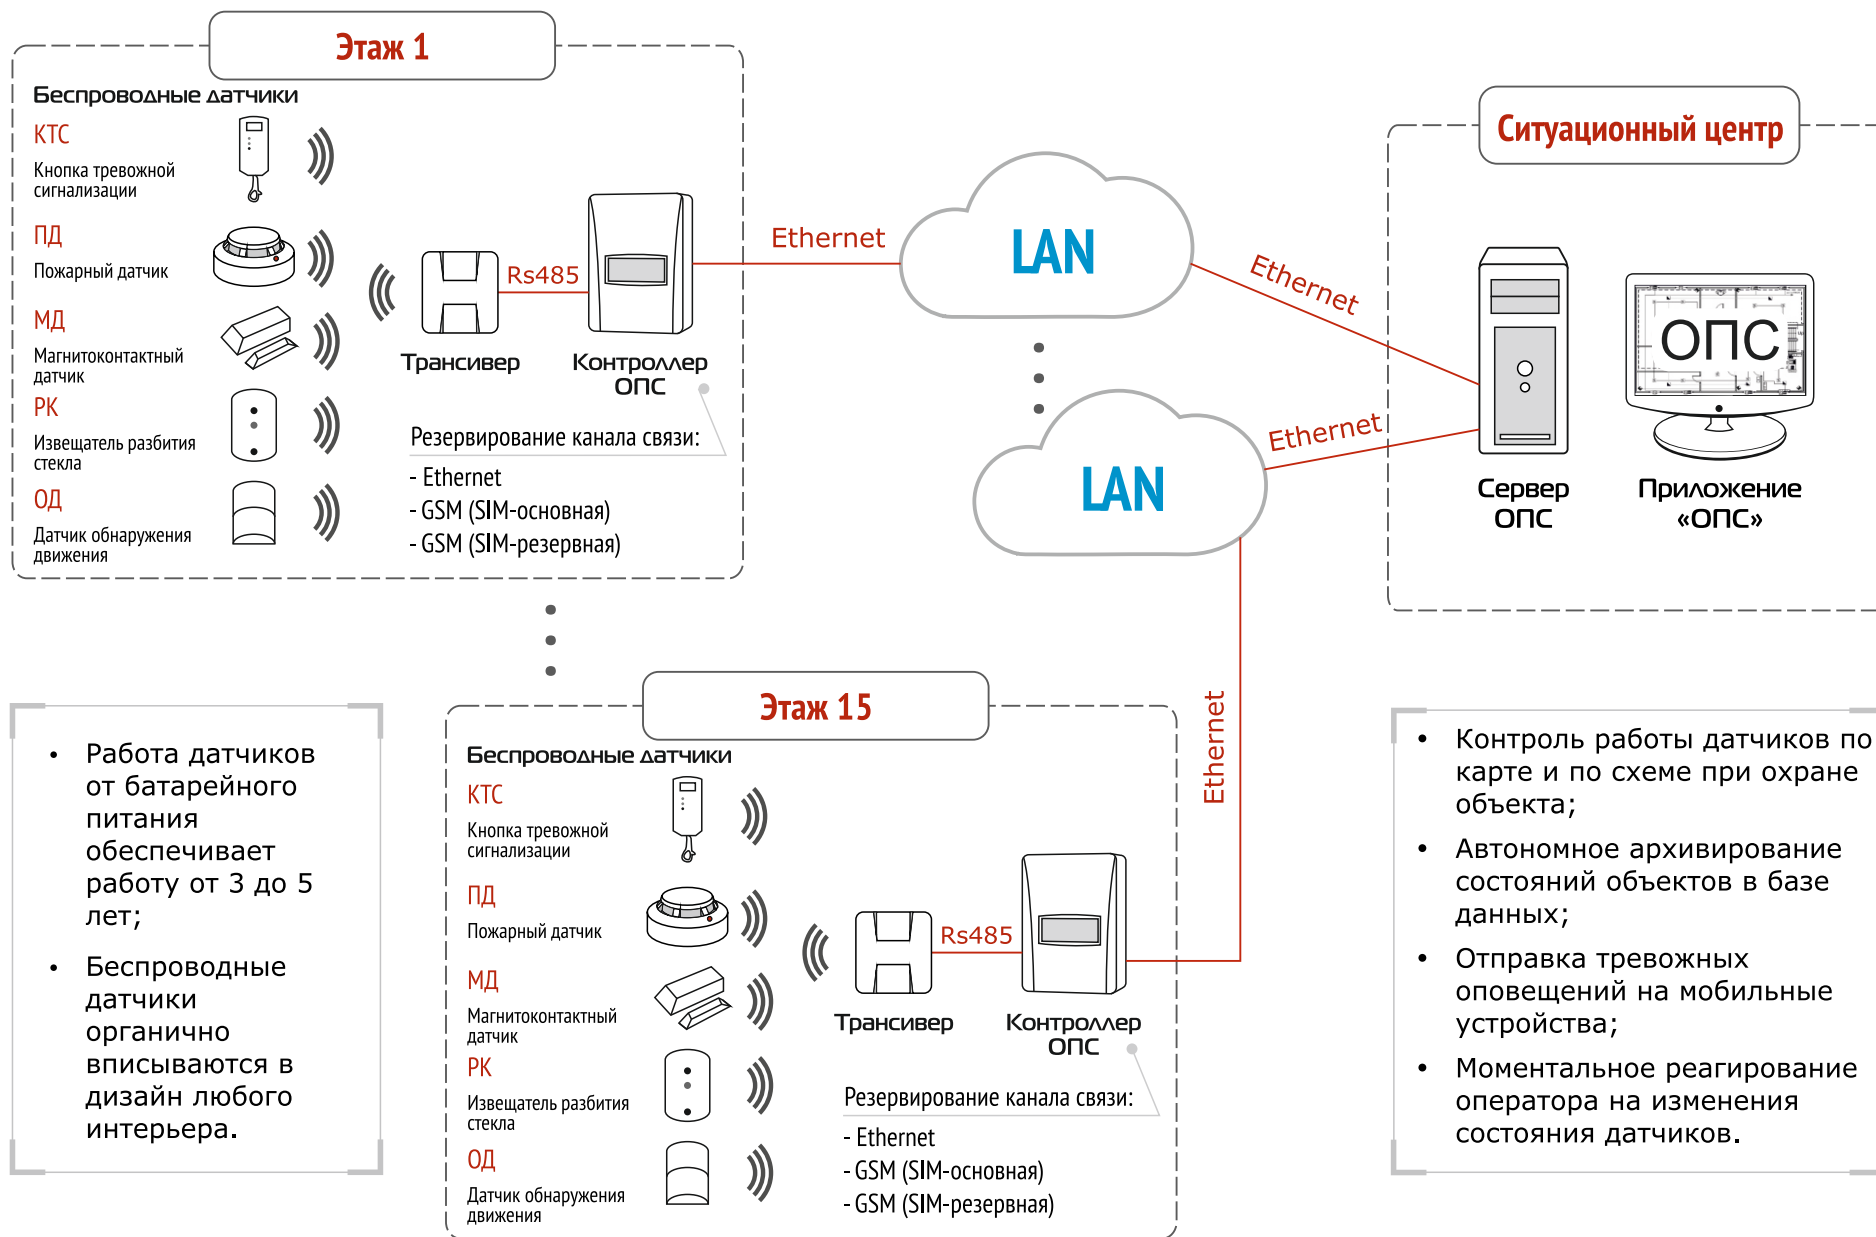 Этаж 1
Беспроводные датчики
КТС
Кнопка тревожной
сигнализации
ПД
Пожарный датчик
МД
Магнитоконтактный
датчик
РК
Извещатель разбития
стекла
ОД
Датчик обнаружения
движения
Трансивер
Rs485
Контроллер
ОПС
Резервирование канала связи:
- Ethernet
- GSM (SIM-основная)
- GSM (SIM-резервная)
Ethernet
LAN
Ethernet
LAN
Ethernet
Ethernet
Ситуационный центр
ОПС
Сервер
ОПС
Приложение
«ОПС»
• Работа датчиков
от батарейного
питания
обеспечивает
работу от 3 до 5
лет;
• Беспроводные
датчики
органично
вписываются в
дизайн любого
интерьера.
Этаж 15
Беспроводные датчики
КТС
Кнопка тревожной
сигнализации
ПД
Пожарный датчик
МД
Магнитоконтактный
датчик
РК
Извещатель разбития
стекла
ОД
Датчик обнаружения
движения
Трансивер
Rs485
Контроллер
ОПС
Резервирование канала связи:
- Ethernet
- GSM (SIM-основная)
- GSM (SIM-резервная)
• Контроль работы датчиков по
карте и по схеме при охране
объекта;
• Автономное архивирование
состояний объектов в базе
данных;
• Отправка тревожных
оповещений на мобильные
устройства;
• Моментальное реагирование
оператора на изменения
состояния датчиков.